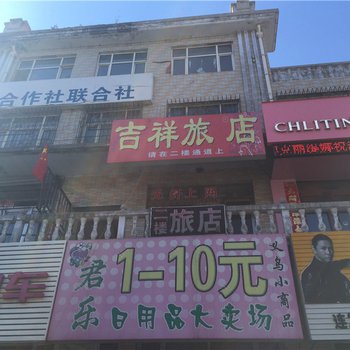 合作社联合社
吉祥旅店
请在二楼通道上
CHLITIN
二楼
旅店
君乐
1-10元
日用品大卖场
义乌小商品
车